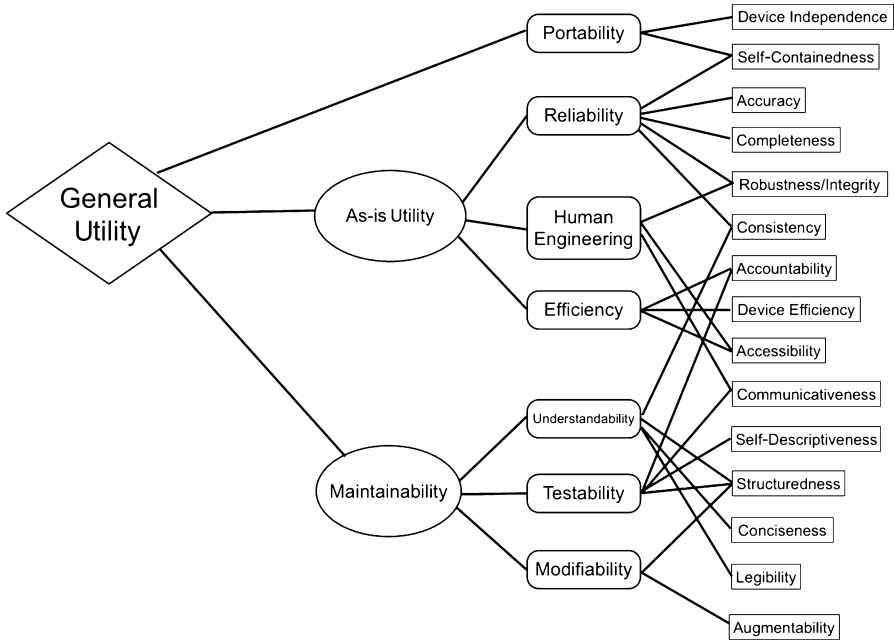 General
Utility
As-is Utility
Maintainability
Portability
Reliability
Human
Engineering
Efficiency
Understandability
Testability
Modifiability
Device Independence
Self-Containedness
Accuracy
Completeness
Robustness/Integrity
Consistency
Accountability
Device Efficiency
Accessibility
Communicativeness
Self-Descriptiveness
Structuredness
Conciseness
Legibility
Augmentability